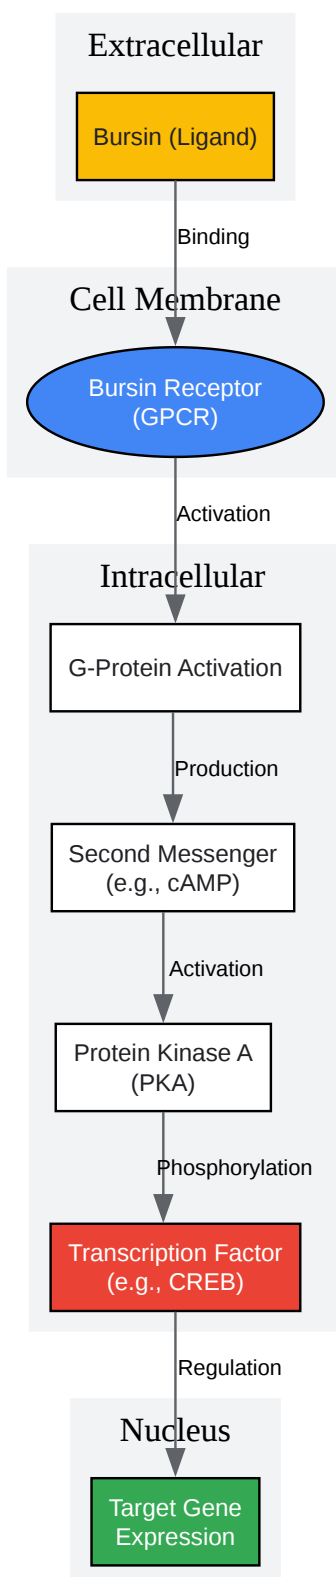 Extracellular
Bursin (Ligand)
Binding
Cell Membrane
Bursin Receptor
(GPCR)
Activation
Intracellular
G-Protein Activation
Production
Second Messenger
(e.g., cAMP)
Activation
Protein Kinase A
(PKA)
Phosphorylation
Transcription Factor
(e.g., CREB)
Regulation
Nucleus
Target Gene
Expression